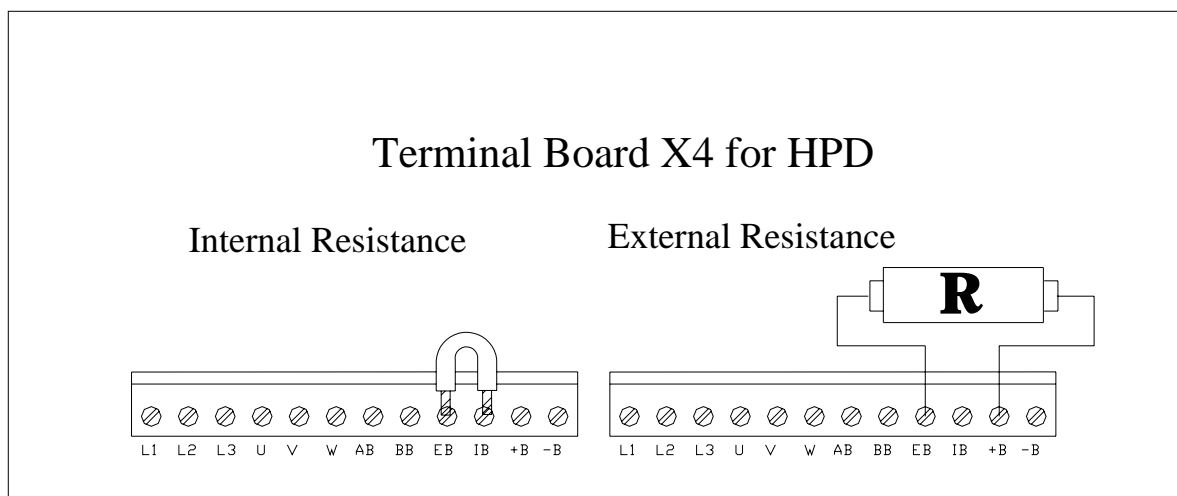 Terminal Board X4 for HPD
Internal Resistance
External Resistance
R
L1 L2 L3 U V W AB BB EB IB +B -B
L1 L2 L3 U V W AB BB EB IB +B -B